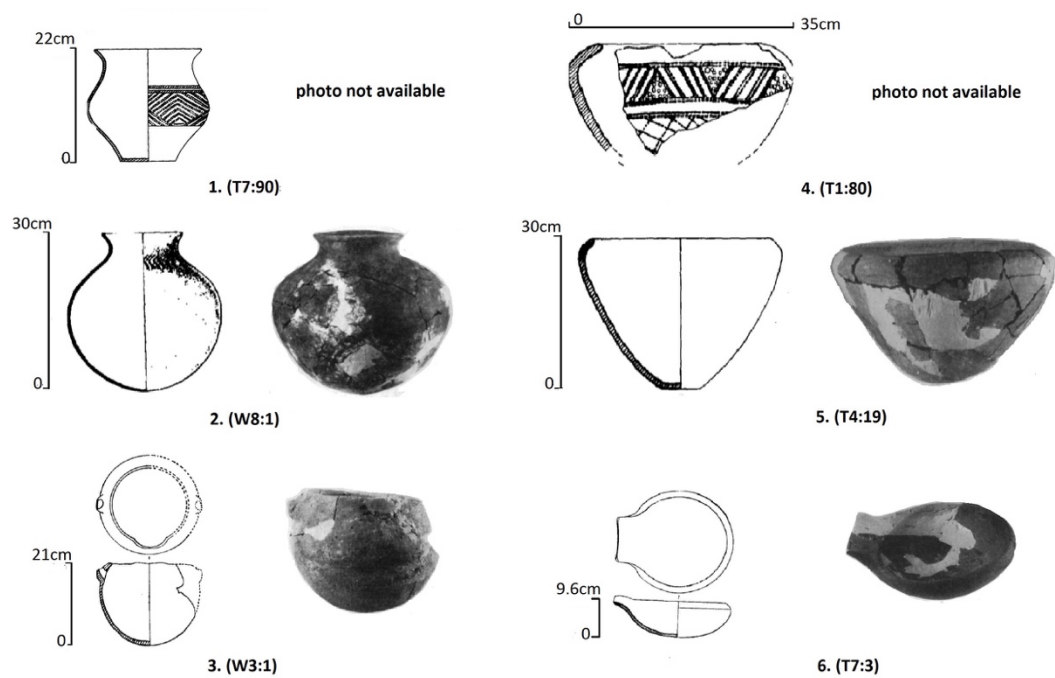 22cm
0
photo not available
1. (T7:90)
0
35cm
photo not available
4. (T1:80)
30cm
0
2. (W8:1)
30cm
0
5. (T4:19)
21cm
0
3. (W3:1)
9.6cm
0
6. (T7:3)